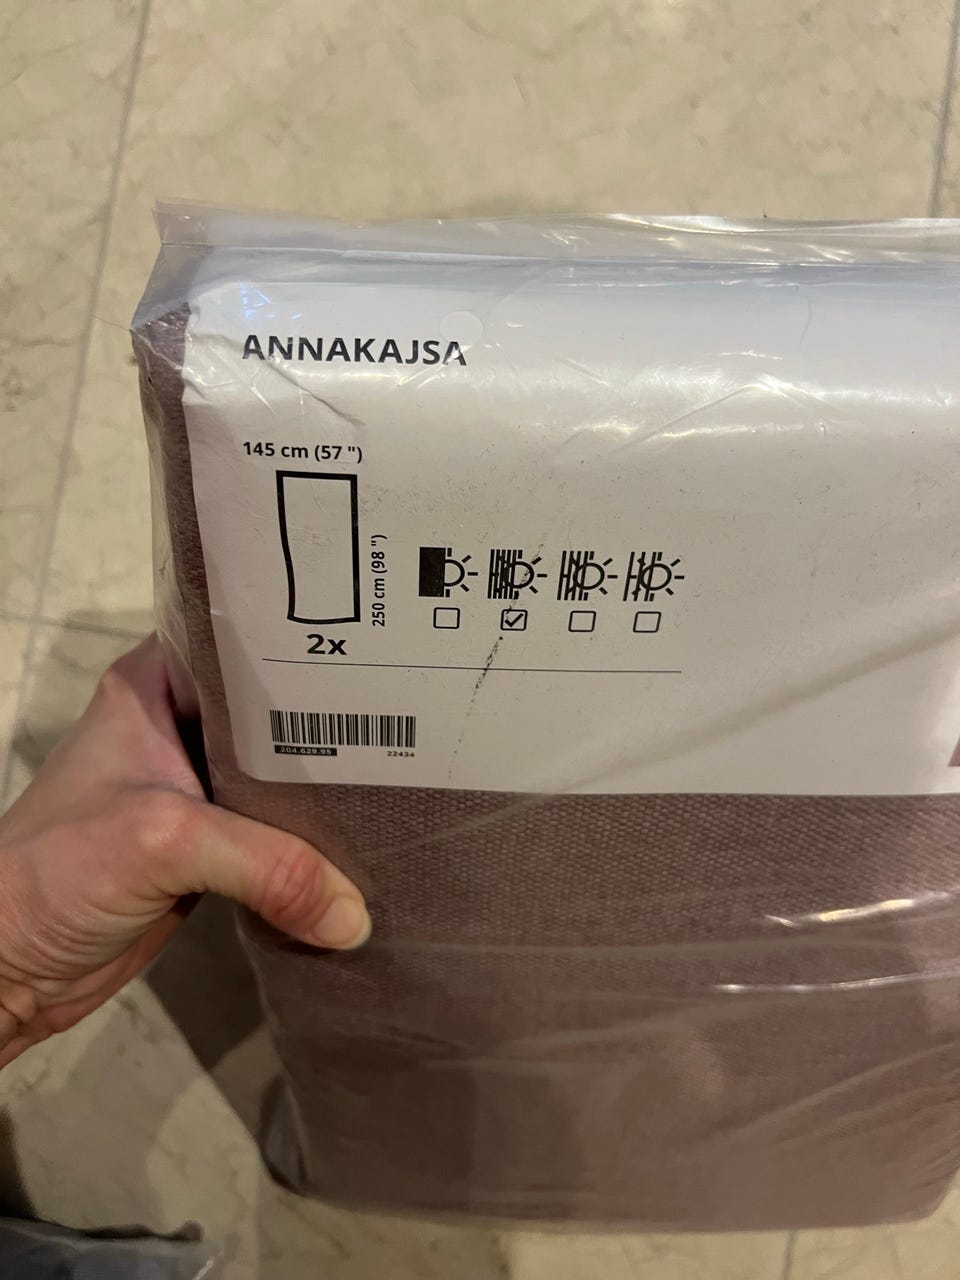 ANNAKAJSA
145 cm (57 ")
250 cm (98 ")
2x
204.629.95
22434